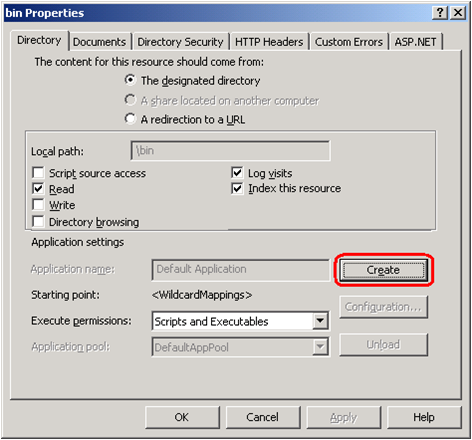 bin Properties
Directory Documents Directory Security HTTP Headers Custom Errors ASP.NET
The content for this resource should come from:
The designated directory
A share located on another computer
A redirection to a URL
Local path: \bin
Script source access Log visits
Read Index this resource
Write
Directory browsing
Application settings
Application name: Default Application Create
Starting point: <WildcardMappings> Configuration...
Execute permissions: Scripts and Executables
Application pool: DefaultAppPool Unload
OK Cancel Apply Help